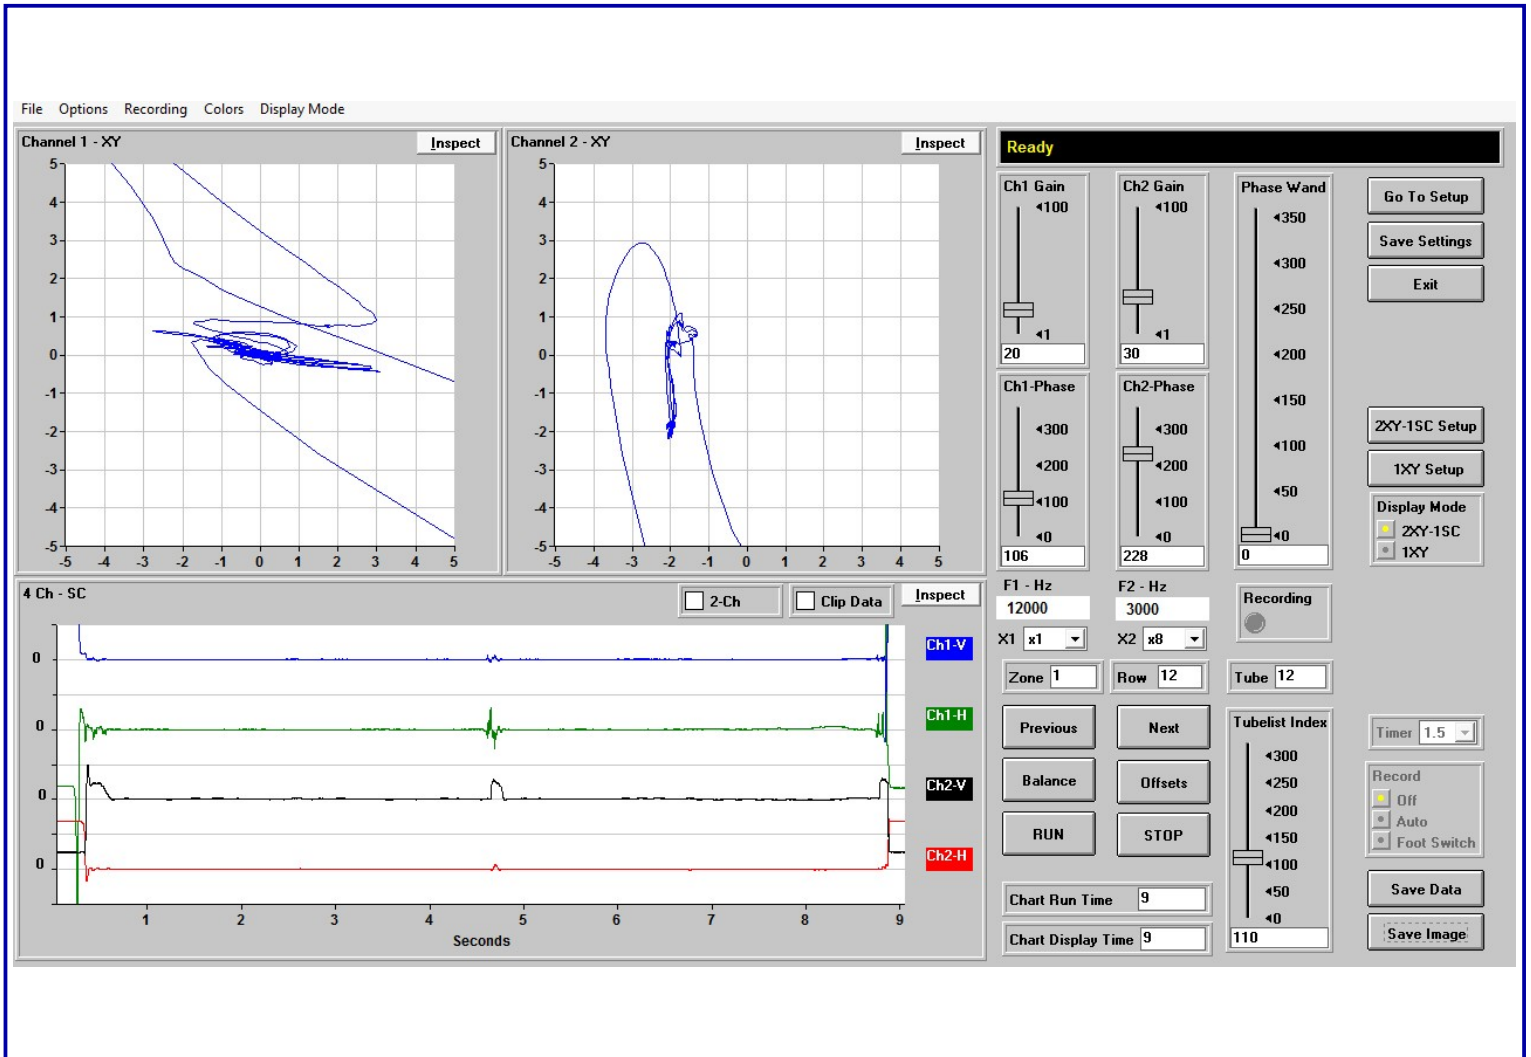 File Options Recording Colors Display Mode
Channel 1 - XY
Inspect
5
4
3
2
1
0
-1
-2
-3
-4
-5
-5 -4 -3 -2 -1 0 1 2 3 4 5
Channel 2 - XY
Inspect
5
4
3
2
1
0
-1
-2
-3
-4
-5
-5 -4 -3 -2 -1 0 1 2 3 4 5
4 Ch - SC
2-Ch
Clip Data
Inspect
0
0
0
0
Ch1-V
Ch1-H
Ch2-V
Ch2-H
1 2 3 4 5 6 7 8 9
Seconds
Ready
Ch1 Gain
100
1
20
Ch2 Gain
100
1
30
Phase Wand
350
300
250
200
150
100
50
0
0
Go To Setup
Save Settings
Exit
Ch1-Phase
300
200
100
0
106
Ch2-Phase
300
200
100
0
228
2XY-1SC Setup
1XY Setup
Display Mode
2XY-1SC
1XY
F1 - Hz
12000
F2 - Hz
3000
Recording
X1 x1
X2 x8
Zone 1
Row 12
Tube 12
Previous
Next
Balance
Offsets
RUN
STOP
Tubelist Index
300
250
200
150
100
50
0
110
Timer 1.5
Record
Off
Auto
Foot Switch
Chart Run Time 9
Chart Display Time 9
Save Data
Save Image